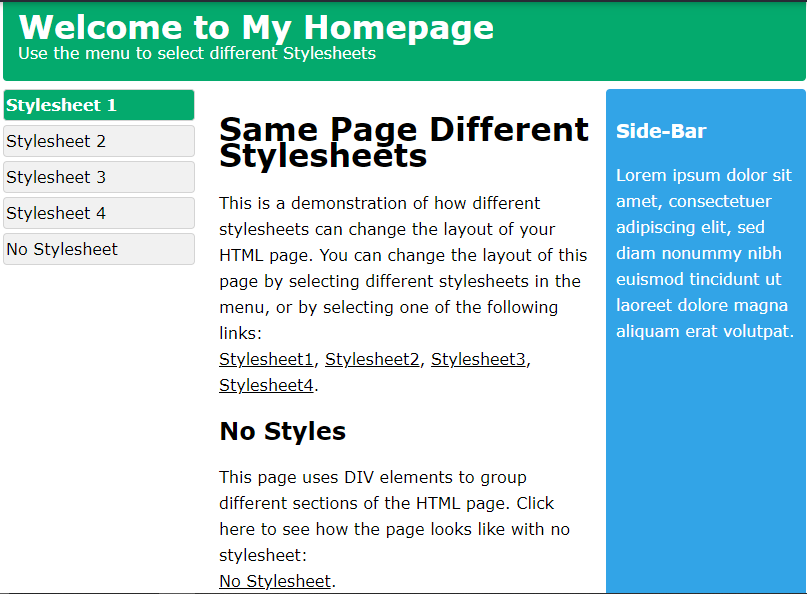 Welcome to My Homepage
Use the menu to select different Stylesheets
Stylesheet 1
Stylesheet 2
Stylesheet 3
Stylesheet 4
No Stylesheet
Same Page Different
Stylesheets
This is a demonstration of how different
stylesheets can change the layout of your
HTML page. You can change the layout of this
page by selecting different stylesheets in the
menu, or by selecting one of the following
links:
Stylesheet1, Stylesheet2, Stylesheet3,
Stylesheet4.
No Styles
This page uses DIV elements to group
different sections of the HTML page. Click
here to see how the page looks like with no
stylesheet:
No Stylesheet.
Side-Bar
Lorem ipsum dolor sit
amet, consectetuer
adipiscing elit, sed
diam nonummy nibh
euismod tincidunt ut
laoreet dolore magna
aliquam erat volutpat.